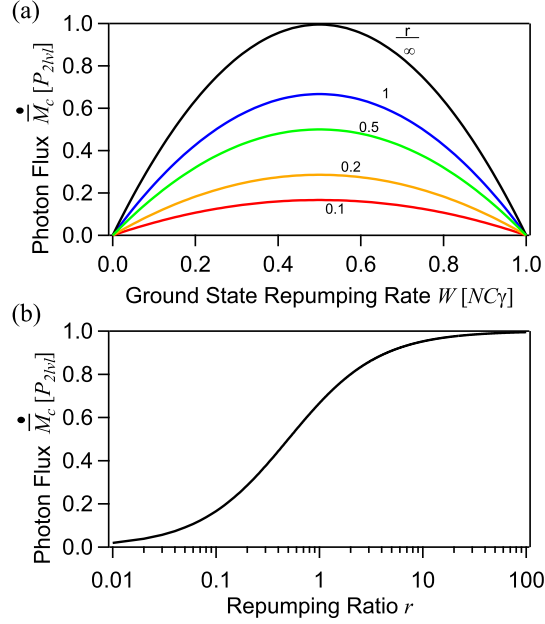 (a)
1.0
0.8
0.6
0.4
0.2
0.0
Photon Flux Ṁ_c [P_2lvl]
r
∞
1
0.5
0.2
0.1
0.0 0.2 0.4 0.6 0.8 1.0
Ground State Repumping Rate W [NCγ]
(b)
1.0
0.8
0.6
0.4
0.2
0.0
Photon Flux Ṁ_c [P_2lvl]
0.01 0.1 1 10 100
Repumping Ratio r